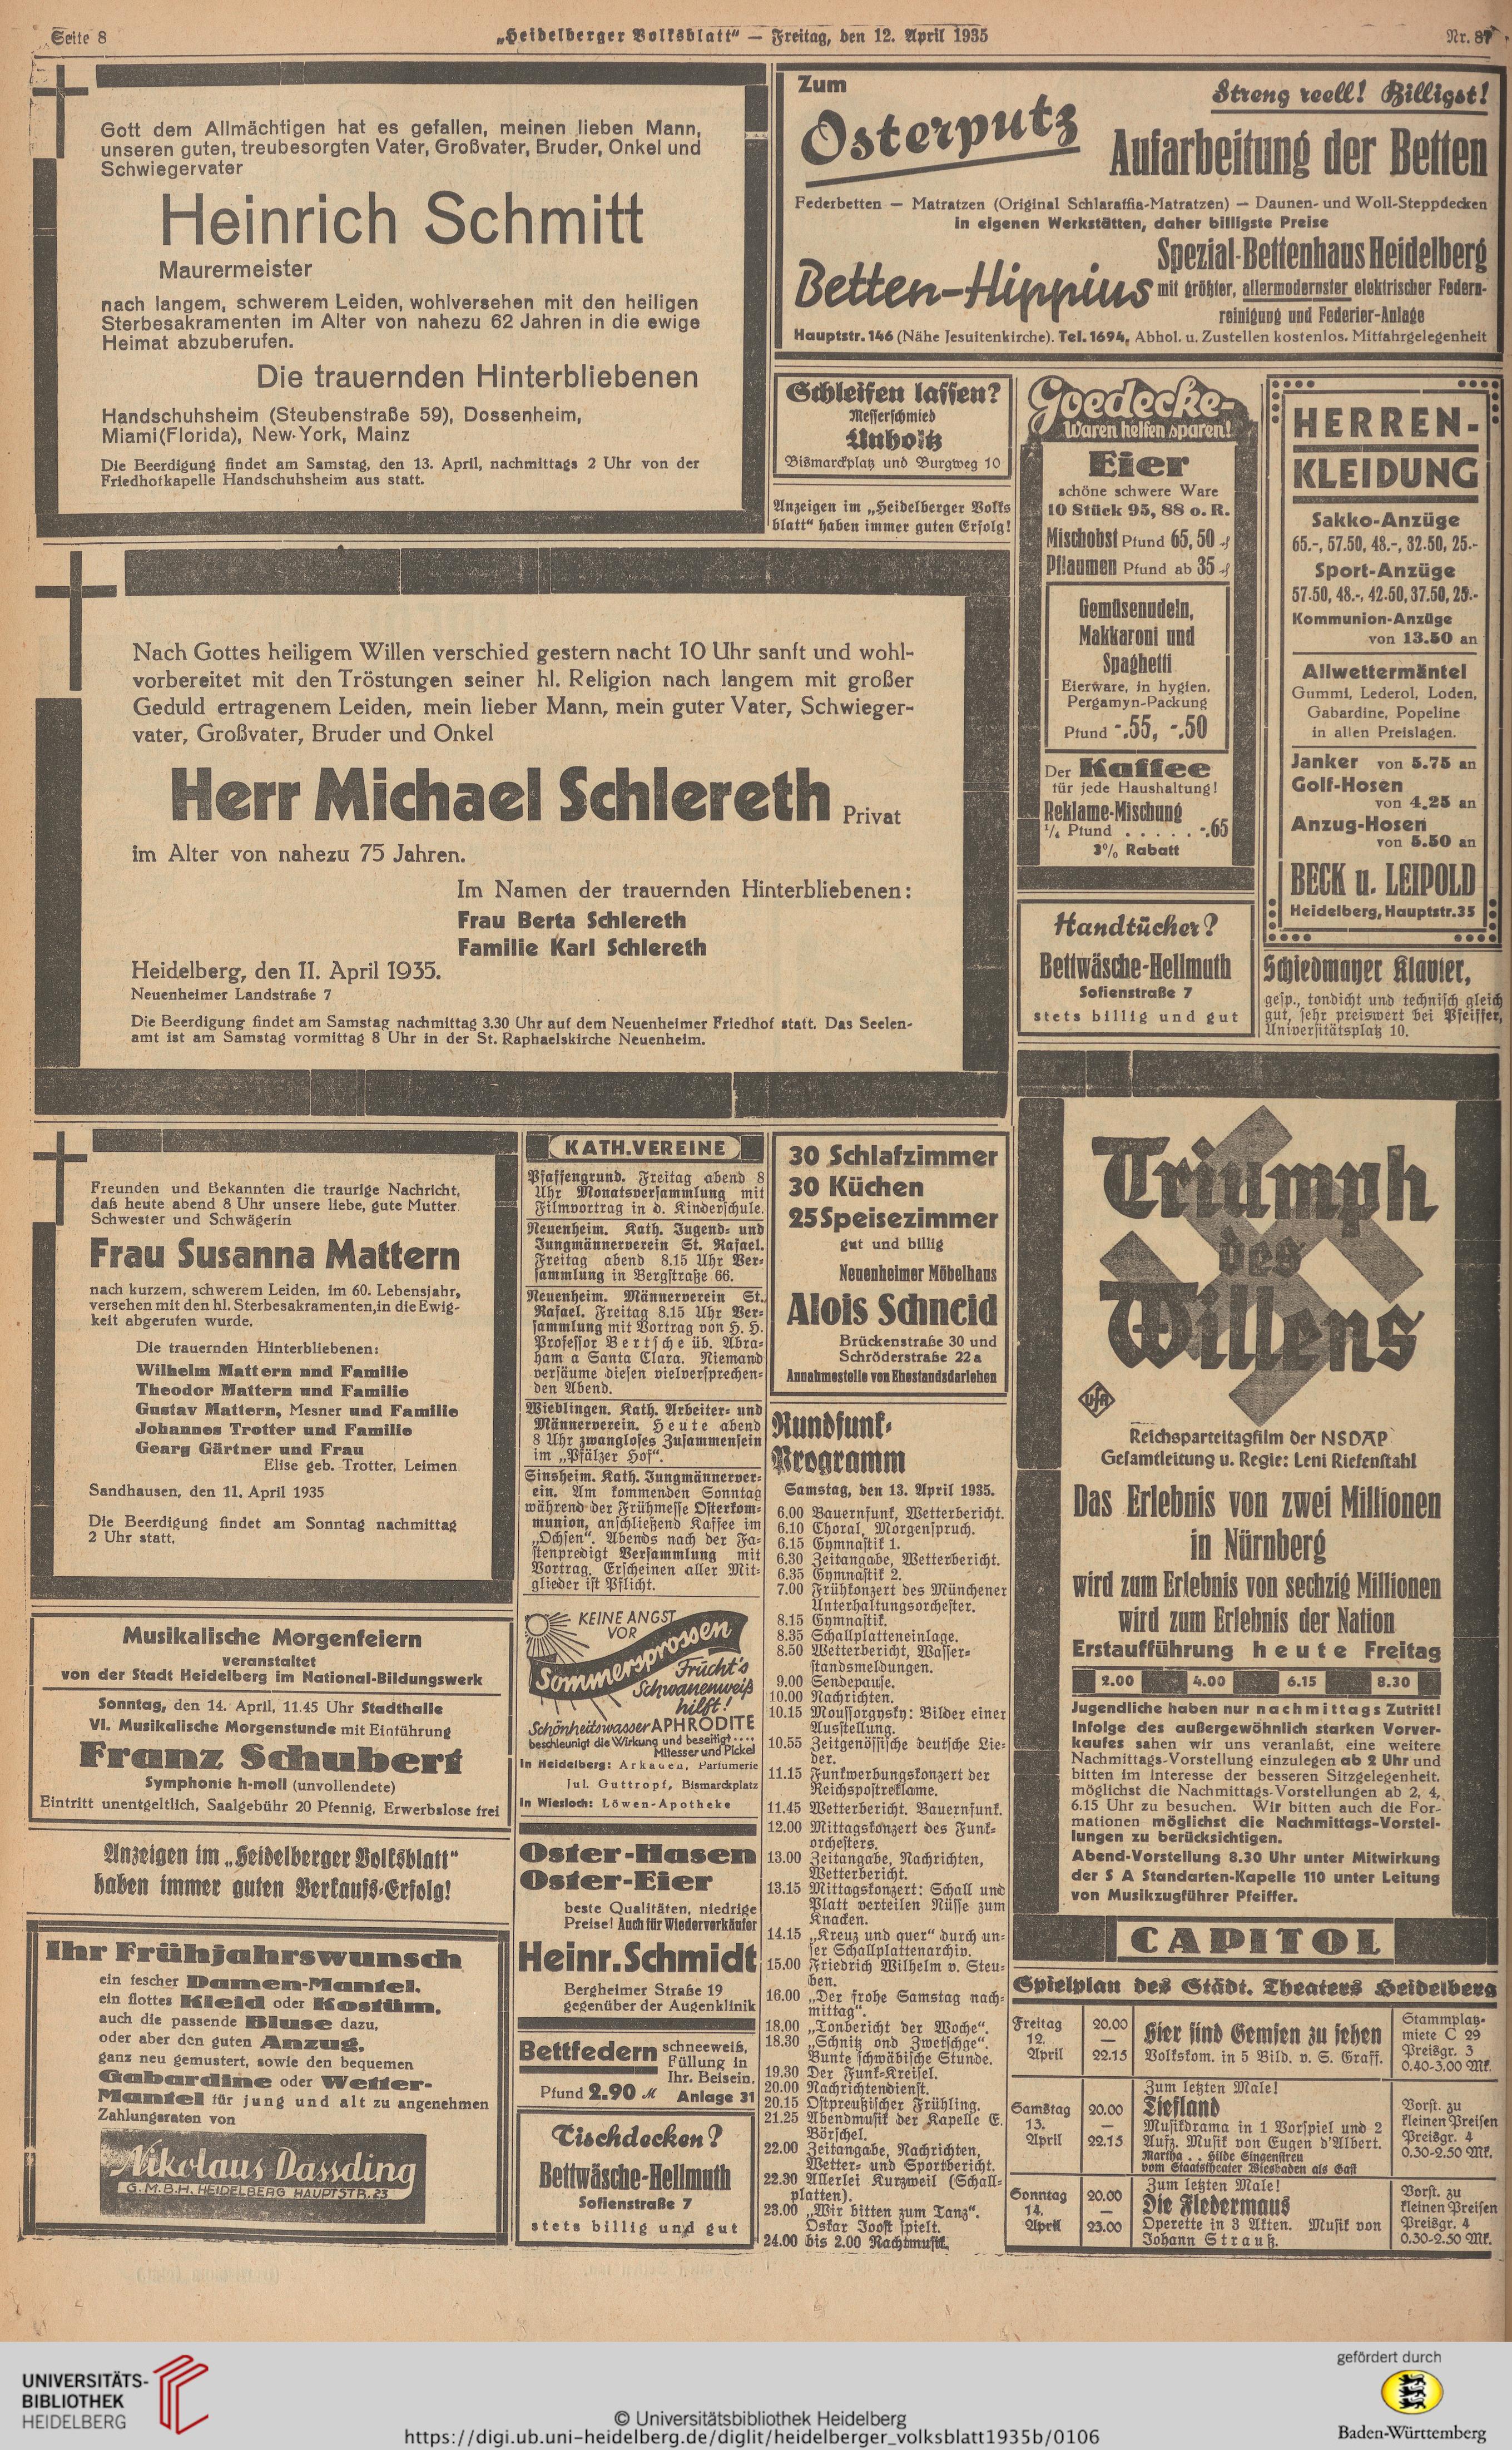 Seite 8
„Heidelberger Volksblatt“ — Freitag, den 12. April 1935
Nr. 87
Gott dem Allmächtigen hat es gefallen, meinen lieben Mann,
unseren guten, treubesorgten Vater, Großvater, Bruder, Onkel und
Schwiegervater
Heinrich Schmitt
Maurermeister
nach langem, schwerem Leiden, wohlversehen mit den heiligen
Sterbesakramenten im Alter von nahezu 62 Jahren in die ewige
Heimat abzuberufen.
Die trauernden Hinterbliebenen
Handschuhsheim (Steubenstraße 59), Dossenheim,
Miami (Florida), New-York, Mainz
Die Beerdigung findet am Samstag, den 13. April, nachmittags 2 Uhr von der
Friedhofkapelle Handschuhsheim aus statt.
Zum
Osterputz
Streng reell! Billigst!
Aufarbeitung der Betten
Federbetten — Matratzen (Original Schlaraffia-Matratzen) — Daunen- und Woll-Steppdecken
in eigenen Werkstätten, daher billigste Preise
Betten-Hippius
Spezial-Bettenhaus Heidelberg
mit größter, allermodernster elektrischer Federn-
reinigung und Federier-Anlage
Hauptstr. 146 (Nähe Jesuitenkirche). Tel. 1694, Abhol. u. Zustellen kostenlos. Mitfahrgelegenheit
Schleifen lassen?
Messerschmied
Unholtz
Bismarckplatz und Burgweg 10
Anzeigen im „Heidelberger Volks
blatt“ haben immer guten Erfolg!
Goedecke-
Waren helfen sparen!
Eier
schöne schwere Ware
10 Stück 95, 88 o. R.
Mischobst Pfund 65, 50 ₰
Pflaumen Pfund ab 35 ₰
Gemüsenudeln,
Makkaroni und
Spaghetti
Eierware, in hygien.
Pergamyn-Packung
Pfund -.55, -.50
Der Kaffee
für jede Haushaltung!
Reklame-Mischung
¼ Pfund . . . . . -.65
3% Rabatt
HERREN-
KLEIDUNG
Sakko-Anzüge
65.-, 57.50, 48.-, 32.50, 25.-
Sport-Anzüge
57.50, 48.-, 42.50, 37.50, 25.-
Kommunion-Anzüge
von 13.50 an
Allwettermäntel
Gummi, Lederol, Loden,
Gabardine, Popeline
in allen Preislagen.
Janker von 5.75 an
Golf-Hosen
von 4.25 an
Anzug-Hosen
von 5.50 an
BECK u. LEIPOLD
Heidelberg, Hauptstr. 35
Handtücher?
Bettwäsche-Hellmuth
Sofienstraße 7
stets billig und gut
Schiedmayer Klavier,
gesp., tondicht und technisch gleich
gut, sehr preiswert bei Pfeiffer,
Universitätsplatz 10.
Nach Gottes heiligem Willen verschied gestern nacht 10 Uhr sanft und wohl-
vorbereitet mit den Tröstungen seiner hl. Religion nach langem mit großer
Geduld ertragenem Leiden, mein lieber Mann, mein guter Vater, Schwieger-
vater, Großvater, Bruder und Onkel
Herr Michael Schlereth Privat
im Alter von nahezu 75 Jahren.
Im Namen der trauernden Hinterbliebenen:
Frau Berta Schlereth
Familie Karl Schlereth
Heidelberg, den 11. April 1935.
Neuenheimer Landstraße 7
Die Beerdigung findet am Samstag nachmittag 3.30 Uhr auf dem Neuenheimer Friedhof statt. Das Seelen-
amt ist am Samstag vormittag 8 Uhr in der St. Raphaelskirche Neuenheim.
Freunden und Bekannten die traurige Nachricht,
daß heute abend 8 Uhr unsere liebe, gute Mutter
Schwester und Schwägerin
Frau Susanna Mattern
nach kurzem, schwerem Leiden, im 60. Lebensjahr,
versehen mit den hl. Sterbesakramenten, in die Ewig-
keit abgerufen wurde.
Die trauernden Hinterbliebenen:
Wilhelm Mattern nnd Familie
Theodor Mattern und Familie
Gustav Mattern, Mesner und Familie
Johannes Trotter und Familie
Gearg Gärtner und Frau
Elise geb. Trotter, Leimen
Sandhausen, den 11. April 1935
Die Beerdigung findet am Sonntag nachmittag
2 Uhr statt.
Musikalische Morgenfeiern
veranstaltet
von der Stadt Heidelberg im National-Bildungswerk
Sonntag, den 14. April, 11.45 Uhr Stadthalle
VI. Musikalische Morgenstunde mit Einführung
Franz Schubert
Symphonie h-moll (unvollendete)
Eintritt unentgeltlich, Saalgebühr 20 Pfennig, Erwerbslose frei
Anzeigen im „Heidelberger Volksblatt“
haben immer guten Verkaufs-Erfolg!
Ihr Frühjahrswunsch
ein fescher Damen-Mantel.
ein flottes Kleid oder Kostüm,
auch die passende Bluse dazu,
oder aber den guten Anzug,
ganz neu gemustert, sowie den bequemen
Gabardine oder Wetter-
Mantel für jung und alt zu angenehmen
Zahlungsraten von
Nikolaus Dassding
G.M.B.H. HEIDELBERG HAUPTSTR. 23
KATH. VEREINE
Pfaffengrund. Freitag abend 8
Uhr Monatsversammlung mit
Filmvortrag in d. Kinderschule.
Neuenheim. Kath. Jugend- und
Jungmännerverein St. Rafael.
Freitag abend 8.15 Uhr Ver-
sammlung in Bergstraße 66.
Neuenheim. Männerverein St.
Rafael. Freitag 8.15 Uhr Ver-
sammlung mit Vortrag von H. H.
Professor Bertsche üb. Abra-
ham a Santa Clara. Niemand
versäume diesen vielversprechen-
den Abend.
Wieblingen. Kath. Arbeiter- und
Männerverein. Heute abend
8 Uhr zwangloses Zusammensein
im „Pfälzer Hof“.
Sinsheim. Kath. Jungmännerver-
ein. Am kommenden Sonntag
während der Frühmesse Osterkom-
munion, anschließend Kaffee im
„Ochsen“. Abends nach der Fa-
stenpredigt Versammlung mit
Vortrag. Erscheinen aller Mit-
glieder ist Pflicht.
KEINE ANGST
VOR
Sommersprossen
Frucht's
Schwanenweiß
hilft!
Schönheitswasser APHRODITE
beschleunigt die Wirkung und beseitigt ....
Mitesser und Pickel
In Heidelberg: Arkaden, Parfumerie
Jul. Guttropf, Bismarckplatz
In Wiesloch: Löwen-Apotheke
Oster-Hasen
Oster-Eier
beste Qualitäten, niedrige
Preise! Auch für Wiederverkäufer
Heinr. Schmidt
Bergheimer Straße 19
gegenüber der Augenklinik
Bettfedern schneeweiß,
Füllung in
Ihr. Beisein.
Pfund 2.90 ℳ Anlage 31
Tischdecken?
Bettwäsche-Hellmuth
Sofienstraße 7
stets billig und gut
30 Schlafzimmer
30 Küchen
25 Speisezimmer
gut und billig
Neuenheimer Möbelhaus
Alois Schneid
Brückenstraße 30 und
Schröderstraße 22a
Annahmestelle von Ehestandsdarlehen
Rundfunk-
Programm
Samstag, den 13. April 1935.
6.00 Bauernfunk, Wetterbericht.
6.10 Choral, Morgenspruch.
6.15 Gymnastik 1.
6.30 Zeitangabe, Wetterbericht.
6.35 Gymnastik 2.
7.00 Frühkonzert des Münchener
Unterhaltungsorchester.
8.15 Gymnastik.
8.35 Schallplatteneinlage.
8.50 Wetterbericht, Wasser-
standsmeldungen.
9.00 Sendepause.
10.00 Nachrichten.
10.15 Moussorgsky: Bilder einer
Ausstellung.
10.55 Zeitgenössische deutsche Lie-
der.
11.15 Funkwerbungskonzert der
Reichspostreklame.
11.45 Wetterbericht. Bauernfunk.
12.00 Mittagskonzert des Funk-
orchesters.
13.00 Zeitangabe, Nachrichten,
Wetterbericht.
13.15 Mittagskonzert: Schall und
Platt verteilen Nüsse zum
Knacken.
14.15 „Kreuz und quer“ durch un-
ser Schallplattenarchiv.
15.00 Friedrich Wilhelm v. Steu-
ben.
16.00 „Der frohe Samstag nach-
mittag“.
18.00 „Tonbericht der Woche“.
18.30 „Schnitz ond Zwetschge“.
Bunte schwäbische Stunde.
19.30 Der Funk-Kreisel.
20.00 Nachrichtendienst.
20.15 Ostpreußischer Frühling.
21.25 Abendmusik der Kapelle E.
Börschel.
22.00 Zeitangabe, Nachrichten,
Wetter- und Sportbericht.
22.30 Allerlei Kurzweil (Schall-
platten).
23.00 „Wir bitten zum Tanz“.
Oskar Joost spielt.
24.00 bis 2.00 Nachtmusik.
Triumph
des
Willens
Ufa
Reichsparteitagfilm der NSDAP
Gesamtleitung u. Regie: Leni Riefenstahl
Das Erlebnis von zwei Millionen
in Nürnberg
wird zum Erlebnis von sechzig Millionen
wird zum Erlebnis der Nation
Erstaufführung heute Freitag
2.00 4.00 6.15 8.30
Jugendliche haben nur nachmittags Zutritt!
Infolge des außergewöhnlich starken Vorver-
kaufes sahen wir uns veranlaßt, eine weitere
Nachmittags-Vorstellung einzulegen ab 2 Uhr und
bitten im Interesse der besseren Sitzgelegenheit,
möglichst die Nachmittags-Vorstellungen ab 2, 4,
6.15 Uhr zu besuchen. Wir bitten auch die For-
mationen möglichst die Nachmittags-Vorstel-
lungen zu berücksichtigen.
Abend-Vorstellung 8.30 Uhr unter Mitwirkung
der S A Standarten-Kapelle 110 unter Leitung
von Musikzugführer Pfeiffer.
CAPITOL
Spielplan des Städt. Theaters Heidelberg
Freitag
12.
April
20.00
—
22.15
Hier sind Gemsen zu sehen
Volkskom. in 5 Bild. v. S. Graff.
Stammplatz-
miete C 29
Preisgr. 3
0.40-3.00 Mk.
Samstag
13.
April
20.00
—
22.15
Zum letzten Male!
Tiefland
Musikdrama in 1 Vorspiel und 2
Aufz. Musik von Eugen d'Albert.
Martha . . Hilde Singenstreu
vom Staatstheater Wiesbaden als Gast
Vorst. zu
kleinen Preisen
Preisgr. 4
0.30-2.50 Mk.
Sonntag
14.
April
20.00
—
23.00
Zum letzten Male!
Die Fledermaus
Operette in 3 Akten. Musik von
Johann Strauß.
Vorst. zu
kleinen Preisen
Preisgr. 4
0.30-2.50 Mk.
UNIVERSITÄTS-
BIBLIOTHEK
HEIDELBERG
© Universitätsbibliothek Heidelberg
https://digi.ub.uni-heidelberg.de/diglit/heidelberger_volksblatt1935b/0106
gefördert durch
Baden-Württemberg